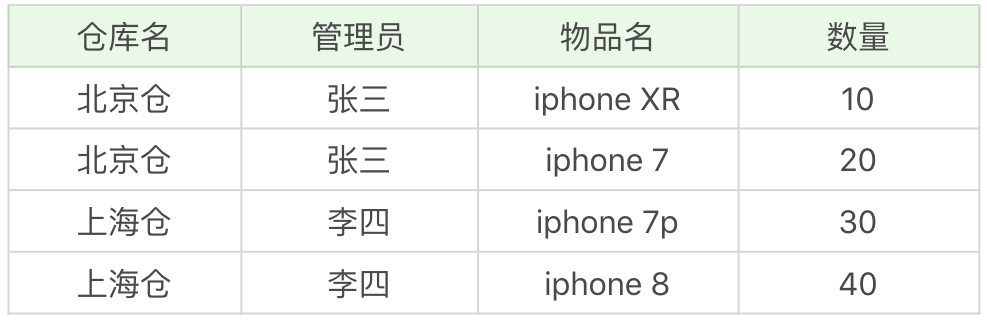 仓库名 管理员 物品名 数量
北京仓 张三 iphone XR 10
北京仓 张三 iphone 7 20
上海仓 李四 iphone 7p 30
上海仓 李四 iphone 8 40